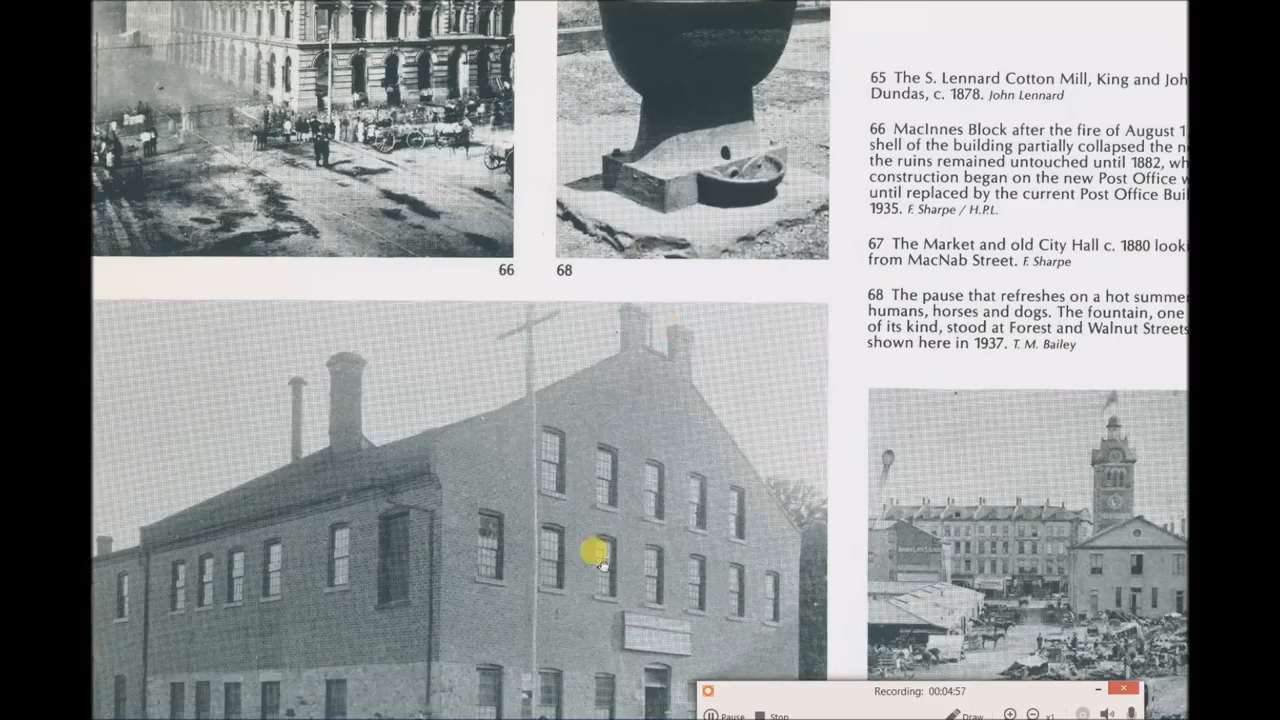 65 The S. Lennard Cotton Mill, King and Joh
Dundas, c. 1878. John Lennard
66 MacInnes Block after the fire of August 1
shell of the building partially collapsed the n
the ruins remained untouched until 1882, wh
construction began on the new Post Office w
until replaced by the current Post Office Buil
1935. F. Sharpe / H.P.L.
67 The Market and old City Hall c. 1880 looki
from MacNab Street. F. Sharpe
68 The pause that refreshes on a hot summe
humans, horses and dogs. The fountain, one
of its kind, stood at Forest and Walnut Streets
shown here in 1937. T. M. Bailey
66
68
Recording: 00:04:57
Pause Stop Draw x1